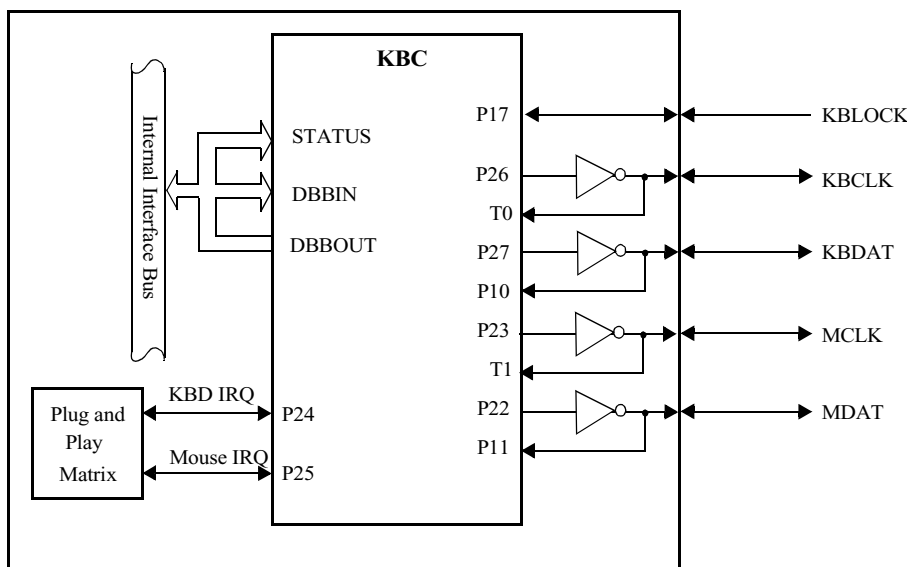 KBC
Internal Interface Bus
STATUS
DBBIN
DBBOUT
P17
KBLOCK
P26
KBCLK
T0
P27
KBDAT
P10
P23
MCLK
T1
P22
MDAT
P11
Plug and
Play
Matrix
KBD IRQ
P24
Mouse IRQ
P25